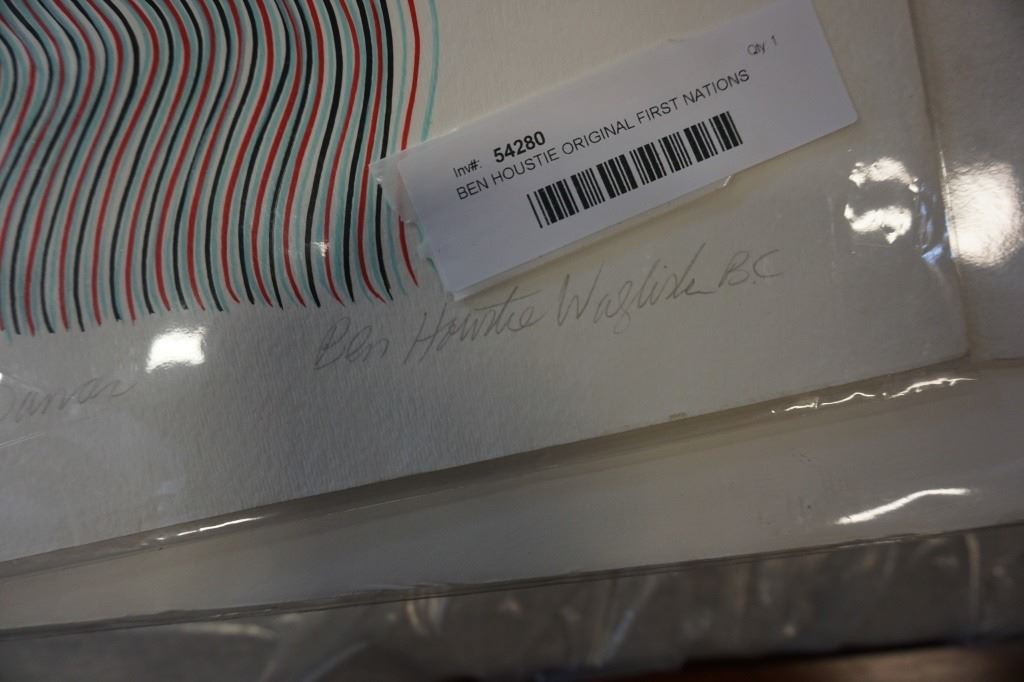 Qty 1
Inv#: 54280
BEN HOUSTIE ORIGINAL FIRST NATIONS
Ben Houstie Waglisla B.C